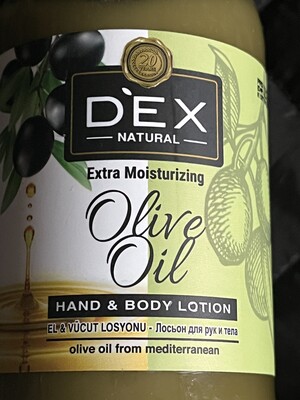 20
D'EX
NATURAL
Extra Moisturizing
Olive
Oil
HAND & BODY LOTION
EL & VÜCUT LOSYONU - Лосьон для рук и тела
olive oil from mediterranean